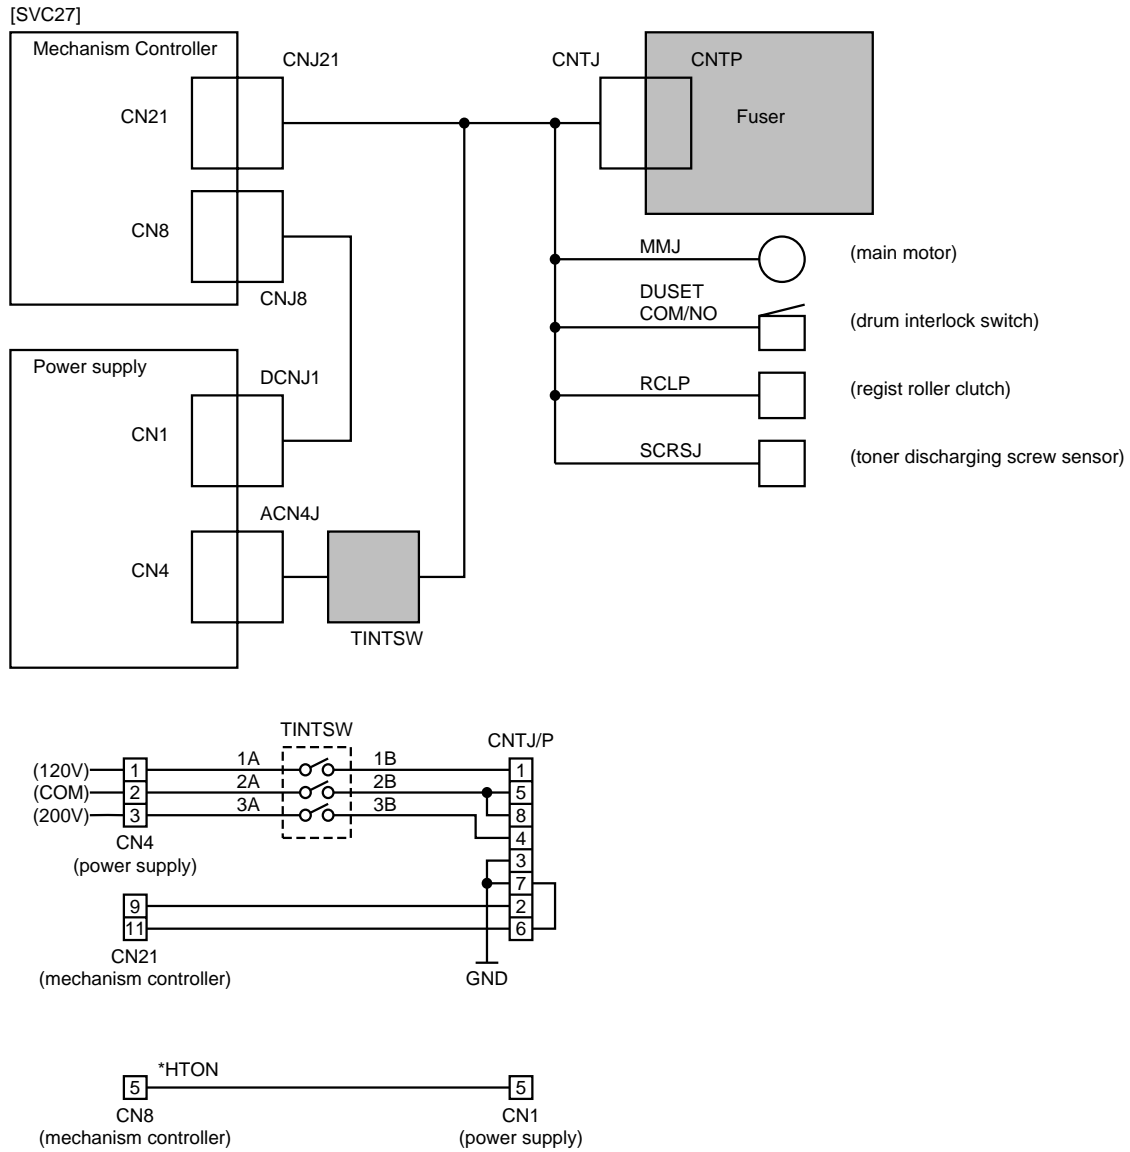 [SVC27]
Mechanism Controller
CNJ21
CNTJ
CNTP
CN21
Fuser
CN8
CNJ8
MMJ
(main motor)
DUSET
COM/NO
(drum interlock switch)
Power supply
DCNJ1
RCLP
(regist roller clutch)
CN1
SCRSJ
(toner discharging screw sensor)
ACN4J
CN4
TINTSW
TINTSW
CNTJ/P
(120V) 1 1A 1B 1
(COM) 2 2A 2B 5
(200V) 3 3A 3B 8
CN4
4
(power supply)
3
7
9 2
11 6
CN21
(mechanism controller)
GND
*HTON
5 5
CN8
(mechanism controller)
CN1
(power supply)